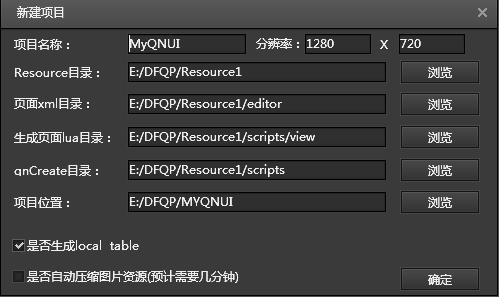 新建项目
项目名称： MyQNUI 分辨率：1280 X 720
Resource目录： E:/DFQP/Resource1 浏览
页面xml目录： E:/DFQP/Resource1/editor 浏览
生成页面lua目录： E:/DFQP/Resource1/scripts/view 浏览
qnCreate目录： E:/DFQP/Resource1/scripts 浏览
项目位置： E:/DFQP/MYQNUI 浏览
是否生成local table
是否自动压缩图片资源(预计需要几分钟) 确定